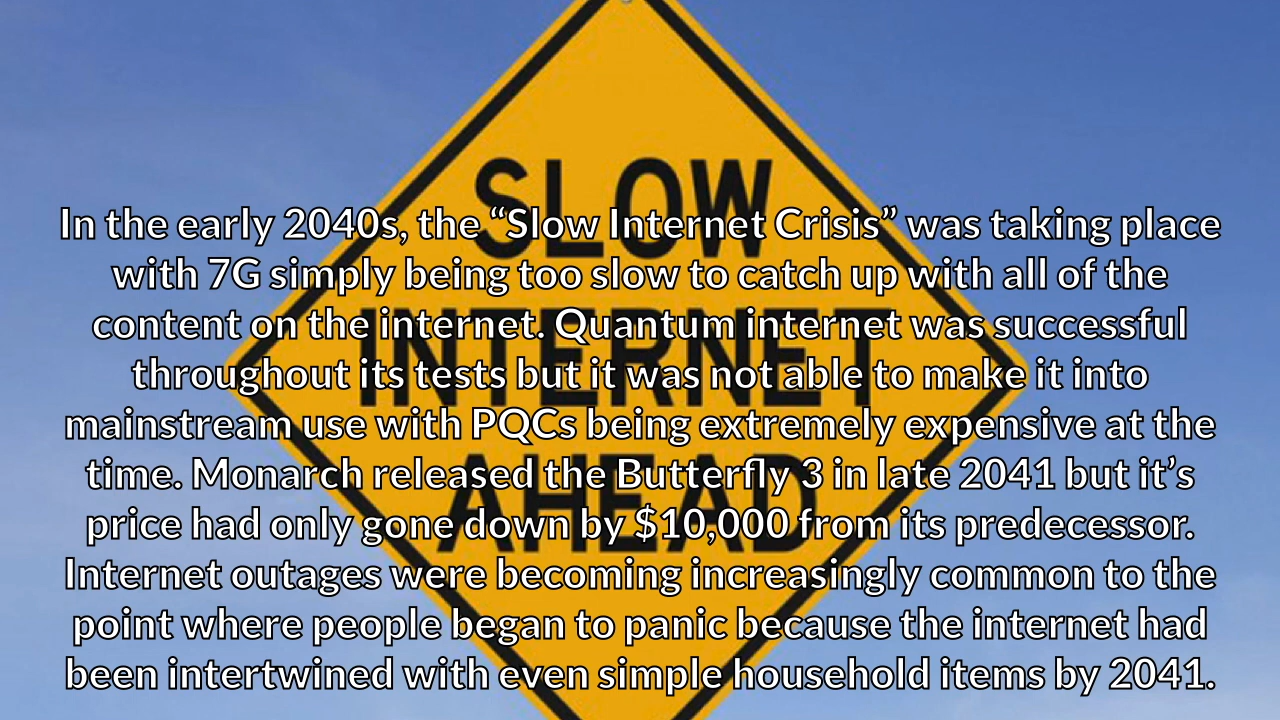 SLOW
INTERNET
AHEAD
In the early 2040s, the “Slow Internet Crisis” was taking place
with 7G simply being too slow to catch up with all of the
content on the internet. Quantum internet was successful
throughout its tests but it was not able to make it into
mainstream use with PQCs being extremely expensive at the
time. Monarch released the Butterfly 3 in late 2041 but it’s
price had only gone down by $10,000 from its predecessor.
Internet outages were becoming increasingly common to the
point where people began to panic because the internet had
been intertwined with even simple household items by 2041.